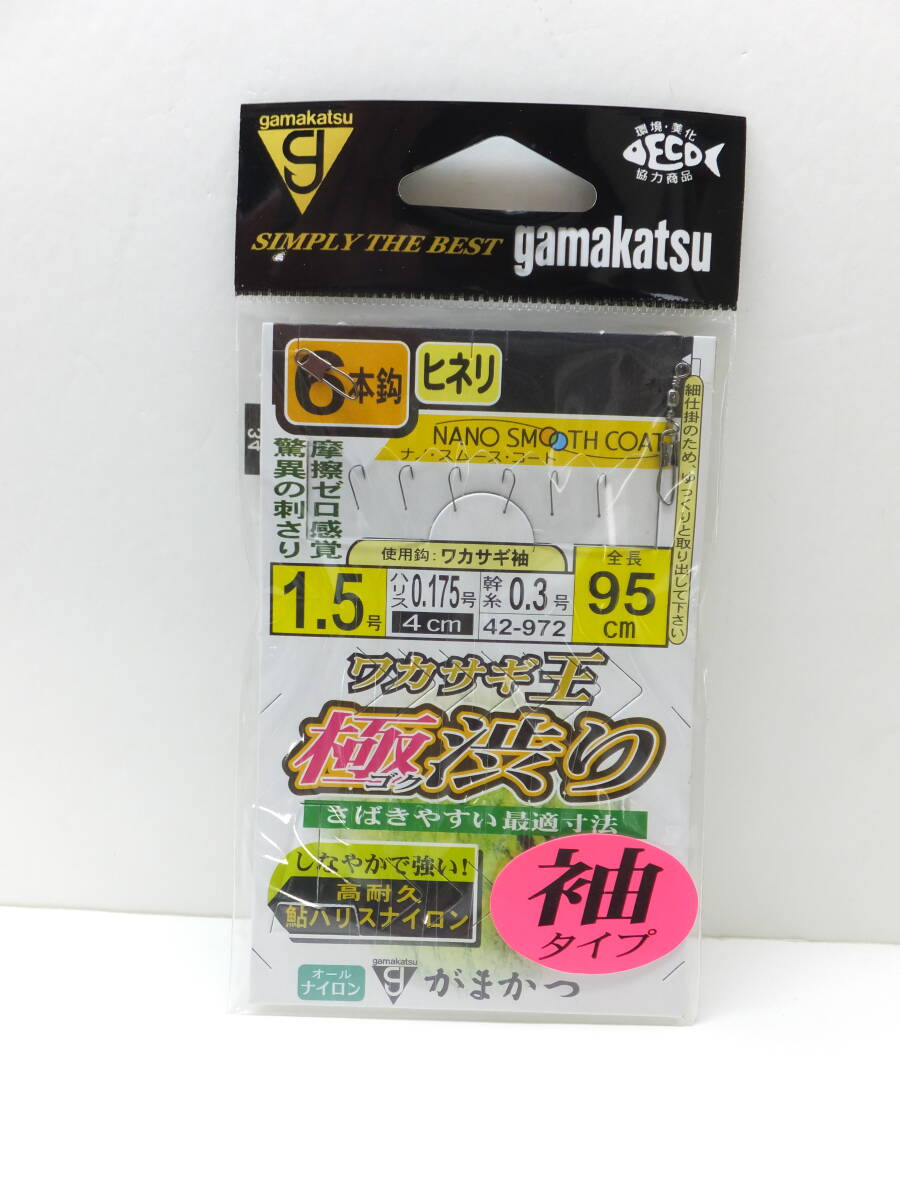 gamakatsu
環境・美化
DECO
協力商品
SIMPLY THE BEST
gamakatsu
6本鈎
ヒネリ
NANO SMOOTH COAT
ナノ・スムース・コート
細仕掛のため、ゆっくりと取り出して下さい
34
摩擦ゼロ感覚
驚異の刺さり
使用鈎:ワカサギ袖
1.5号
ハリス0.175号
4cm
幹糸0.3号
42-972
全長
95
cm
ワカサギ王
極渋り
ゴク
さばきやすい最適寸法
しなやかで強い!
高耐久
鮎ハリスナイロン
袖
タイプ
オール
ナイロン
gamakatsu
がまかつ